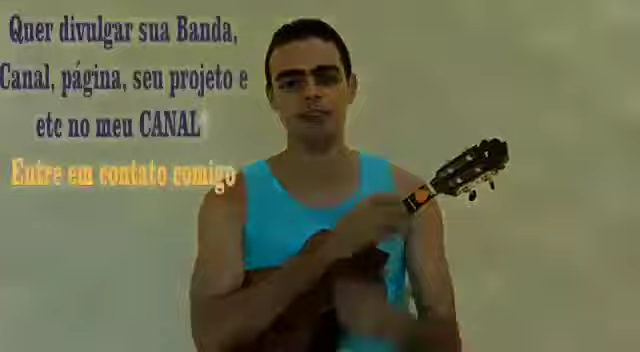 Quer divulgar sua Banda,
Canal, página, seu projeto e
etc no meu CANAL
Entre em contato comigo